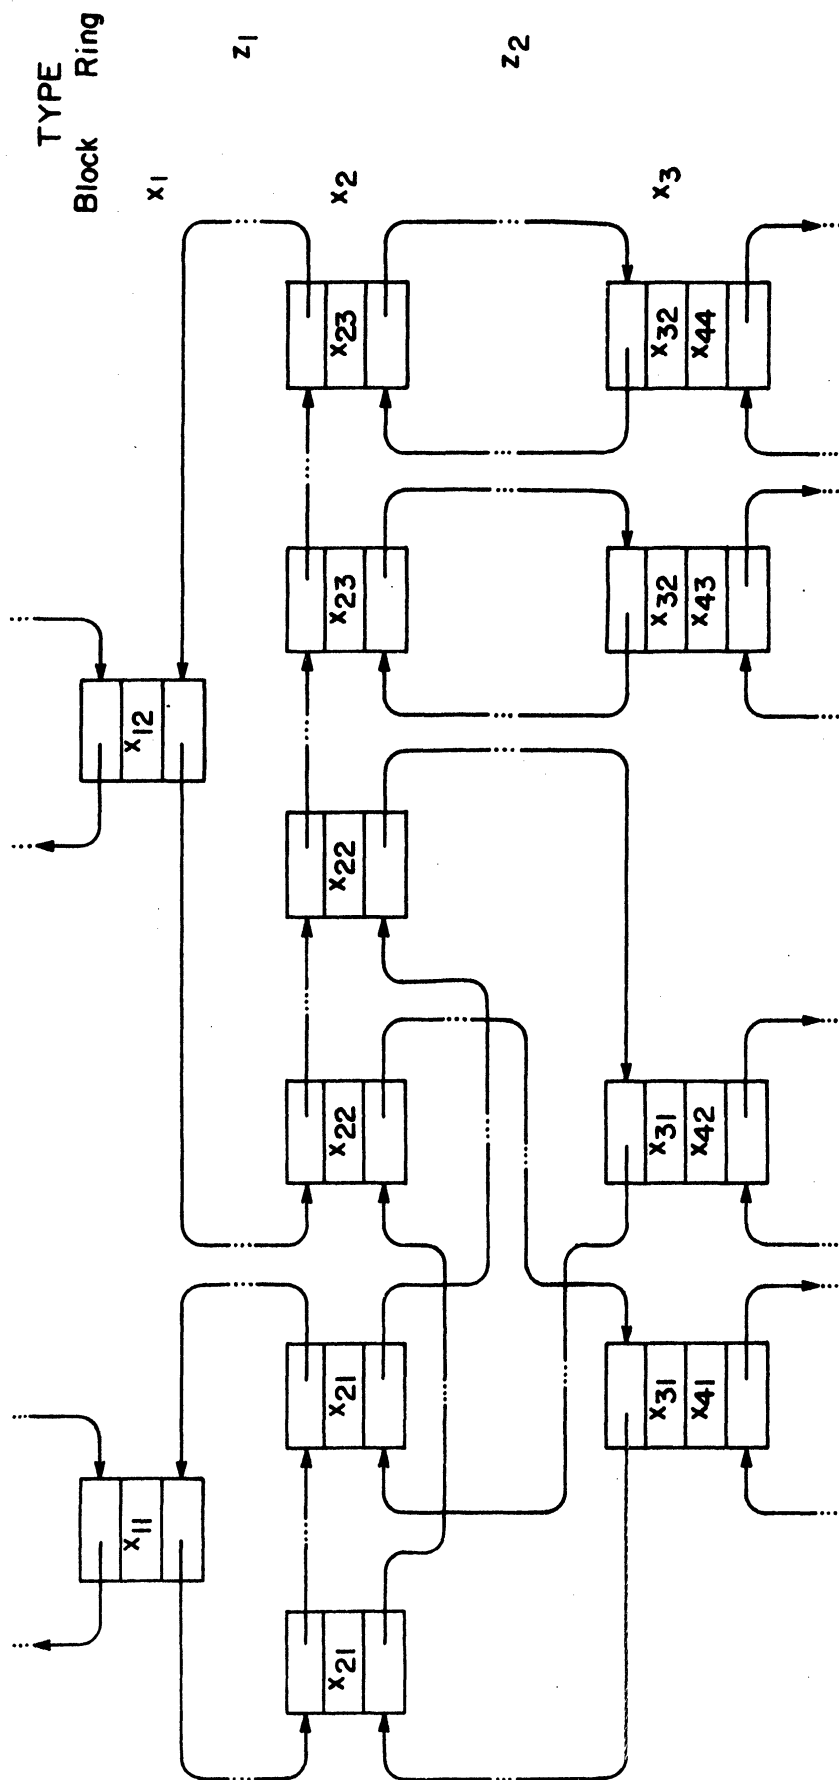 TYPE
Block Ring
x1
z1
x2
z2
x3
x11
x12
x21
x21
x22
x22
x23
x23
x31
x41
x31
x42
x32
x43
x32
x44